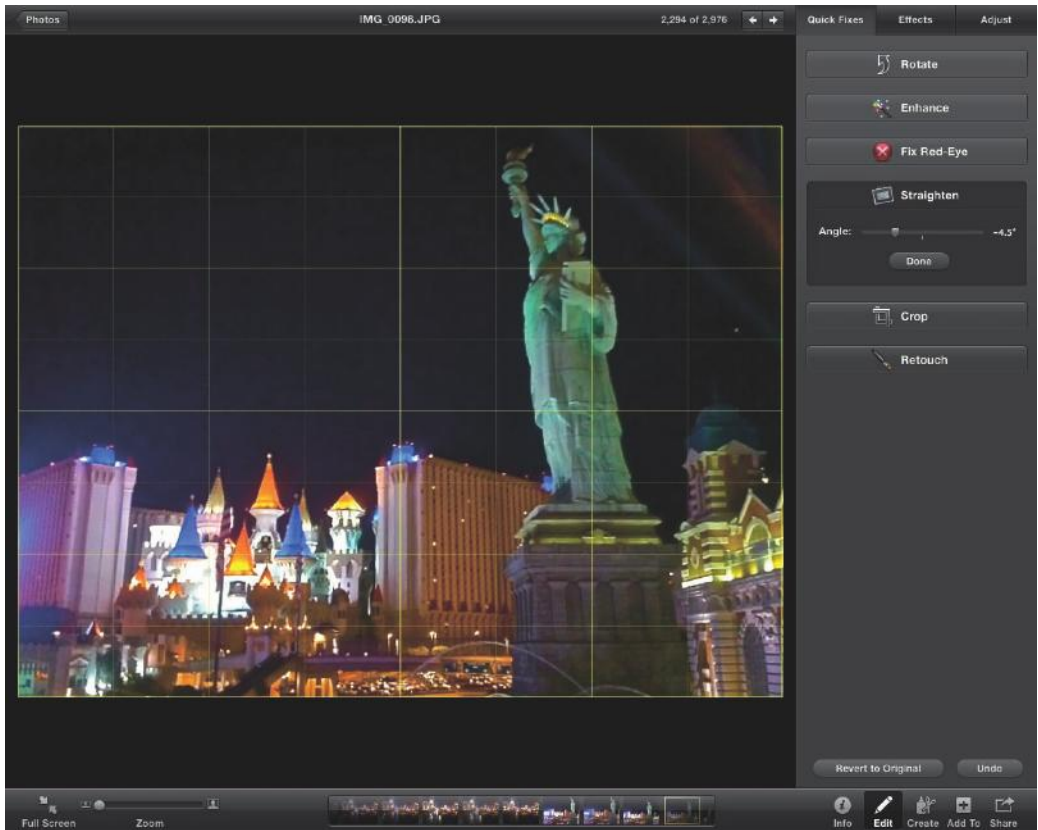 Photos
IMG_0098.JPG
2,294 of 2,976
Quick Fixes
Effects
Adjust
Rotate
Enhance
Fix Red-Eye
Straighten
Angle:
-4.5°
Done
Crop
Retouch
Revert to Original
Undo
Full Screen
Zoom
Info
Edit
Create
Add To
Share